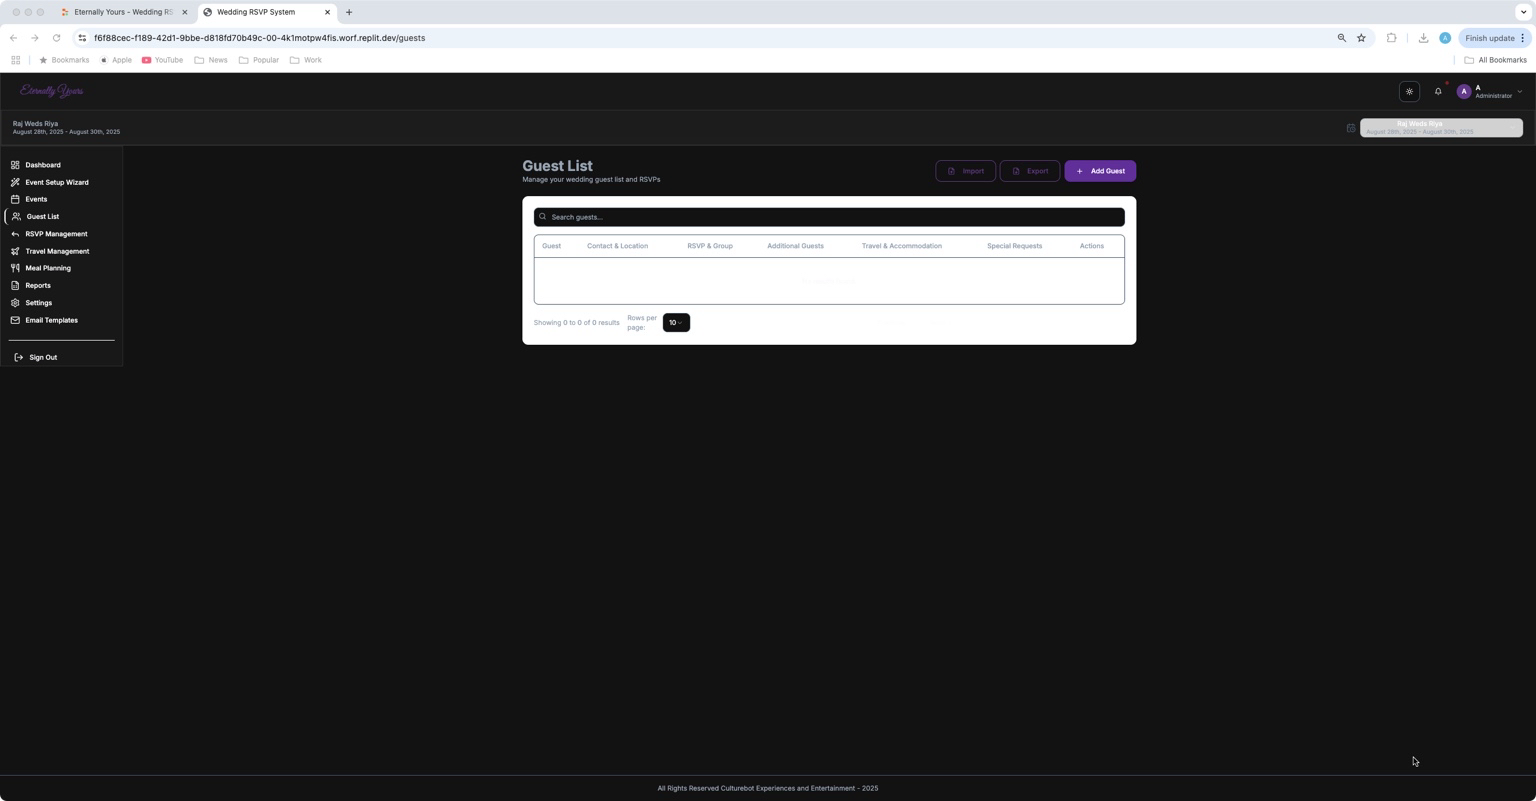 Eternally Yours - Wedding RS
Wedding RSVP System
f6f88cec-f189-42d1-9bbe-d818fd70b49c-00-4k1motpw4fis.worf.replit.dev/guests
A
Finish update
Bookmarks
Apple
YouTube
News
Popular
Work
All Bookmarks
Eternally Yours
A
A
Administrator
Raj Weds Riya
August 28th, 2025 - August 30th, 2025
Raj Weds Riya
August 28th, 2025 - August 30th, 2025
Dashboard
Event Setup Wizard
Events
Guest List
RSVP Management
Travel Management
Meal Planning
Reports
Settings
Email Templates
Sign Out
Guest List
Manage your wedding guest list and RSVPs
Import
Export
+ Add Guest
Search guests...
Guest Contact & Location RSVP & Group Additional Guests Travel & Accommodation Special Requests Actions
Showing 0 to 0 of 0 results
Rows per
page:
10
All Rights Reserved Culturebot Experiences and Entertainment - 2025